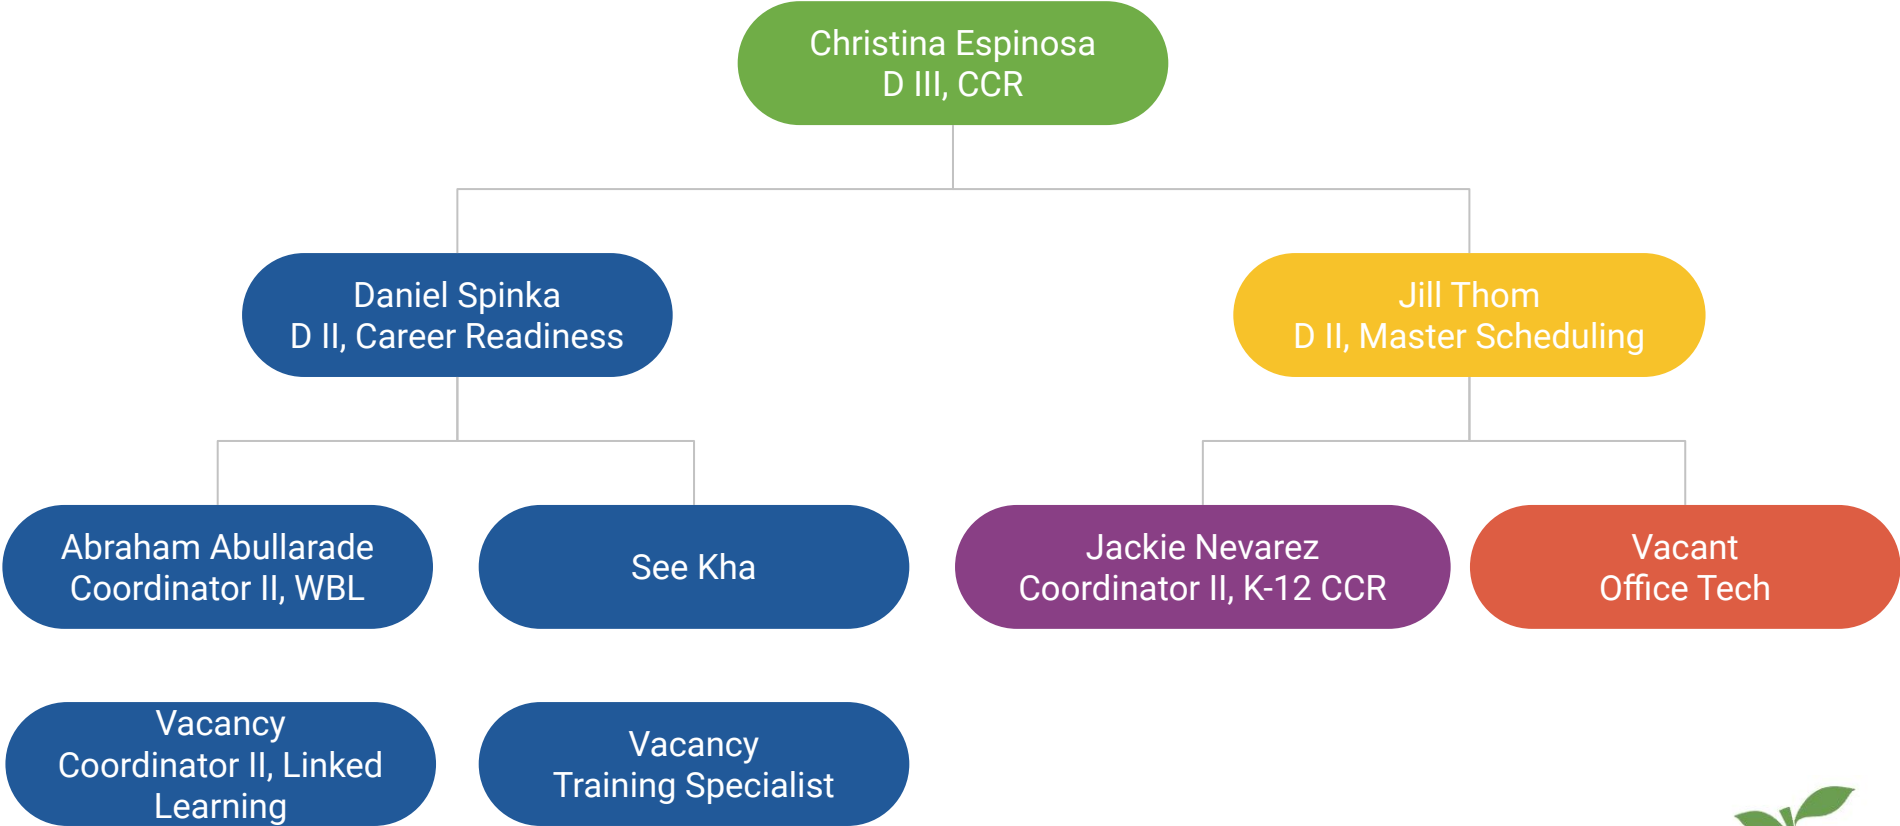 Christina Espinosa
D III, CCR
Daniel Spinka
D II, Career Readiness
Jill Thom
D II, Master Scheduling
Abraham Abullarade
Coordinator II, WBL
See Kha
Jackie Nevarez
Coordinator II, K-12 CCR
Vacant
Office Tech
Vacancy
Coordinator II, Linked
Learning
Vacancy
Training Specialist